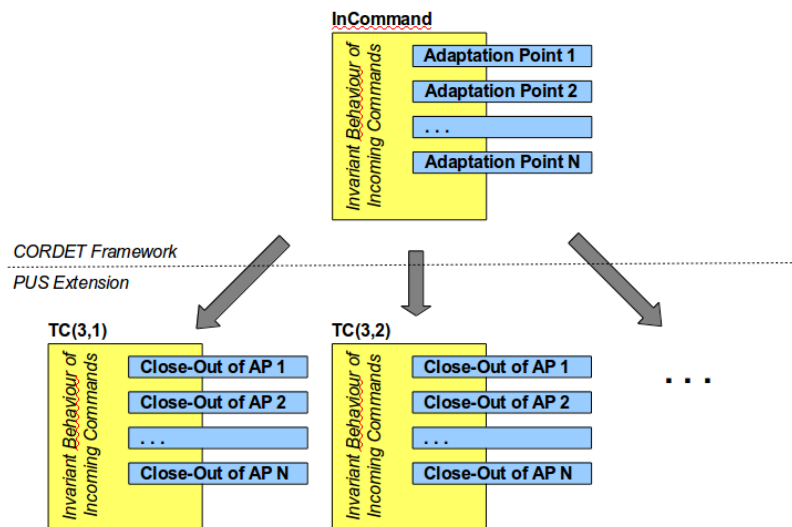 InCommand
Invariant Behaviour of
Incoming Commands
Adaptation Point 1
Adaptation Point 2
. . .
Adaptation Point N
CORDET Framework
PUS Extension
TC(3,1)
Invariant Behaviour of
Incoming Commands
Close-Out of AP 1
Close-Out of AP 2
. . .
Close-Out of AP N
TC(3,2)
Invariant Behaviour of
Incoming Commands
Close-Out of AP 1
Close-Out of AP 2
. . .
Close-Out of AP N
. . .